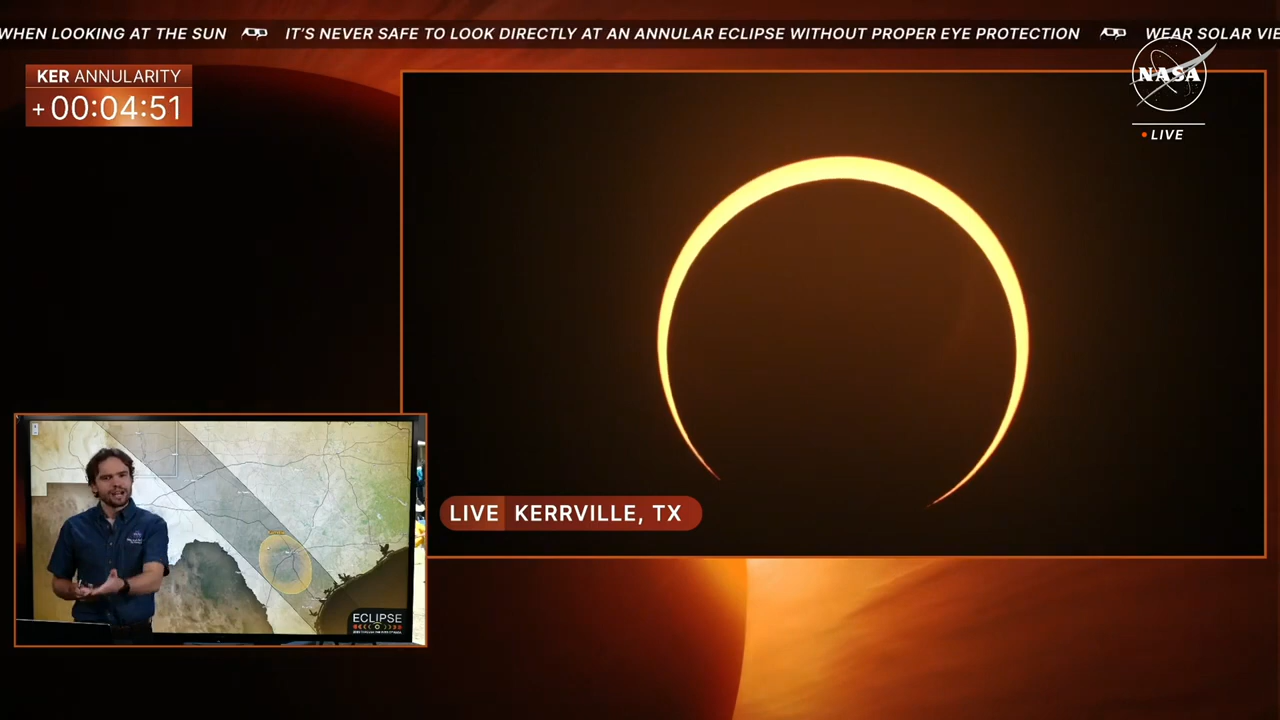 WHEN LOOKING AT THE SUN IT'S NEVER SAFE TO LOOK DIRECTLY AT AN ANNULAR ECLIPSE WITHOUT PROPER EYE PROTECTION WEAR SOLAR VIE
NASA
LIVE
KER ANNULARITY
+00:04:51
LIVE KERRVILLE, TX
ECLIPSE